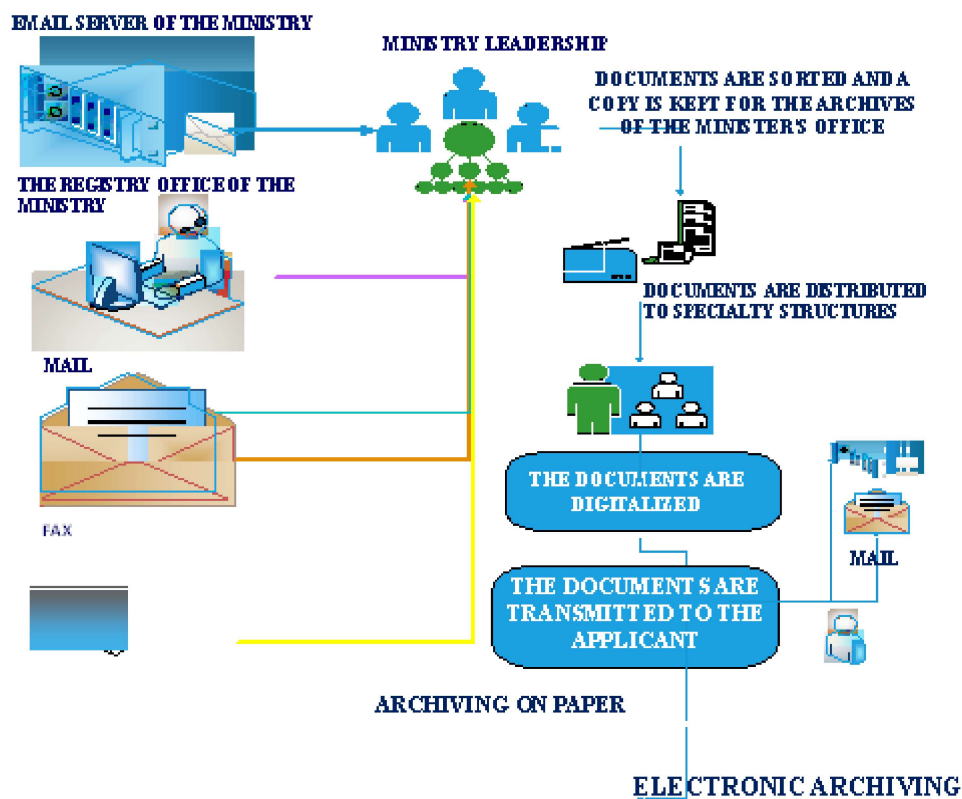 EMAIL SERVER OF THE MINISTRY
MINISTRY LEADERSHIP
DOCUMENTS ARE SORTED AND A
COPY IS KEPT FOR THE ARCHIVES
OF THE MINISTER'S OFFICE
THE REGISTRY OFFICE OF THE
MINISTRY
DOCUMENTS ARE DISTRIBUTED
TO SPECIALTY STRUCTURES
MAIL
THE DOCUMENTS ARE
DIGITALIZED
FAX
MAIL
THE DOCUMENTS ARE
TRANSMITTED TO THE
APPLICANT
ARCHIVING ON PAPER
ELECTRONIC ARCHIVING